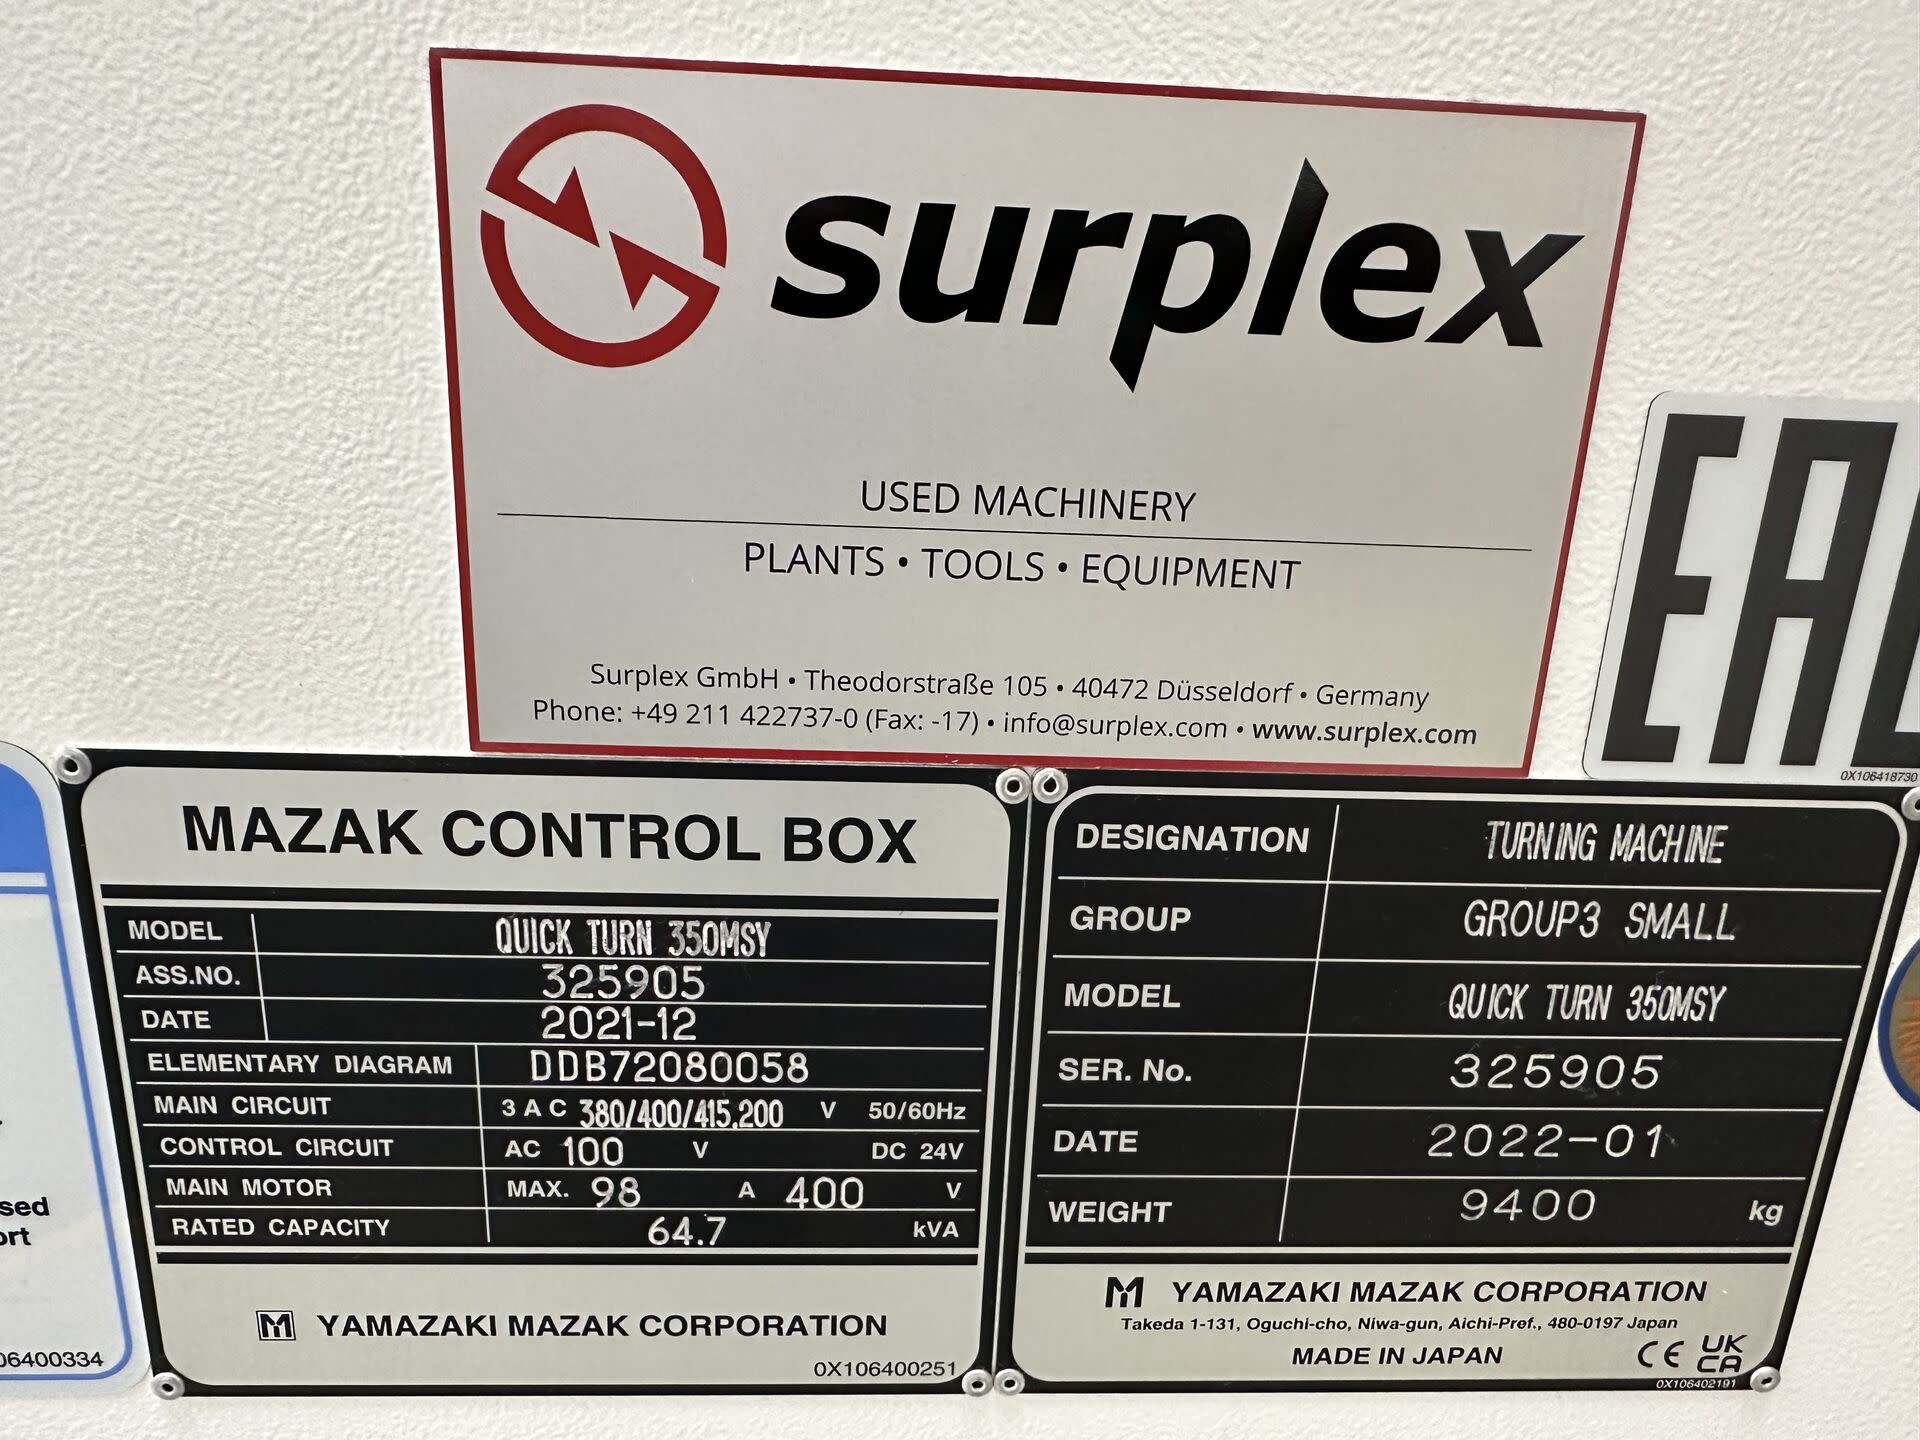 surplex
USED MACHINERY
PLANTS • TOOLS • EQUIPMENT
Surplex GmbH • Theodorstraße 105 • 40472 Düsseldorf • Germany
Phone: +49 211 422737-0 (Fax: -17) • info@surplex.com • www.surplex.com
EAC
0X106418730
sed
ort
06400334
MAZAK CONTROL BOX
MODEL QUICK TURN 350MSY
ASS.NO. 325905
DATE 2021-12
ELEMENTARY DIAGRAM DDB72080058
MAIN CIRCUIT 3 AC 380/400/415,200 V 50/60Hz
CONTROL CIRCUIT AC 100 V DC 24V
MAIN MOTOR MAX. 98 A 400 V
RATED CAPACITY 64.7 kVA
YAMAZAKI MAZAK CORPORATION
0X106400251
DESIGNATION TURNING MACHINE
GROUP GROUP3 SMALL
MODEL QUICK TURN 350MSY
SER. No. 325905
DATE 2022-01
WEIGHT 9400 kg
YAMAZAKI MAZAK CORPORATION
Takeda 1-131, Oguchi-cho, Niwa-gun, Aichi-Pref., 480-0197 Japan
MADE IN JAPAN CE UK CA
0X106402191